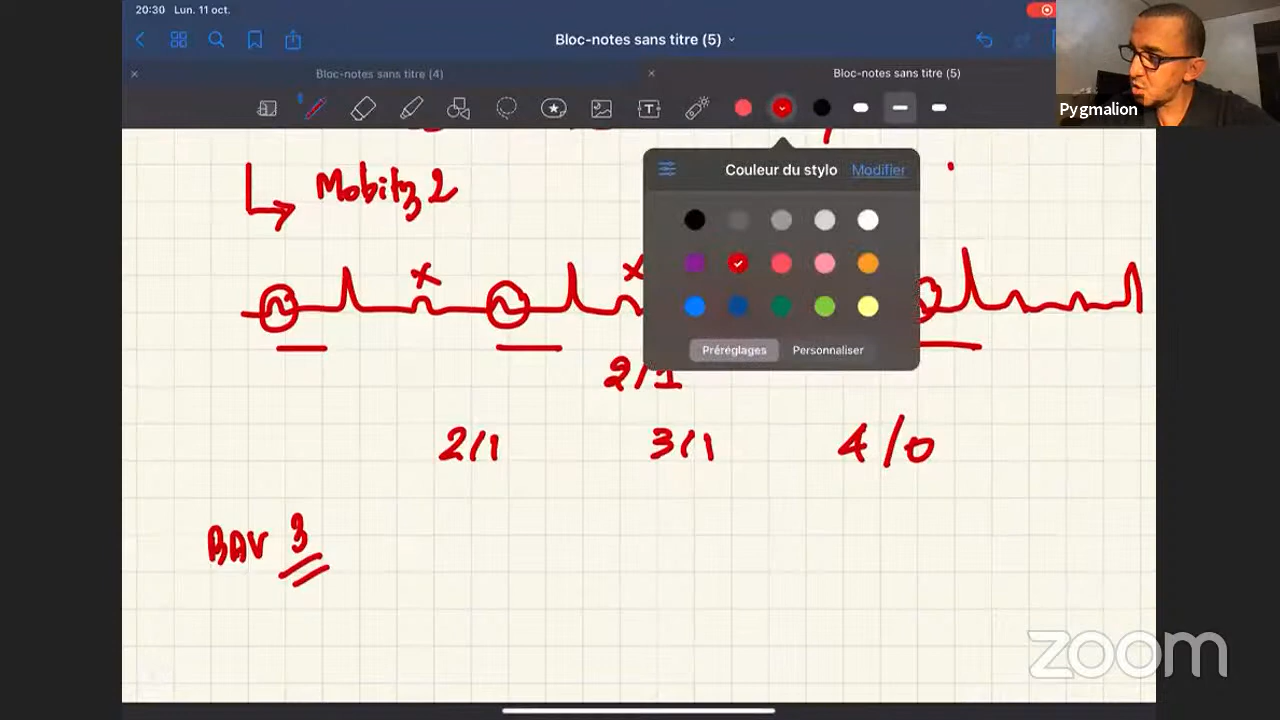 20:30 Lun. 11 oct.
Bloc-notes sans titre (5)
Bloc-notes sans titre (4)
Bloc-notes sans titre (5)
Pygmalion
Couleur du stylo
Modifier
Mobitz 2
x
x
Préréglages
Personnaliser
2/1
2/1
3/1
4/0
BAV 3
zoom